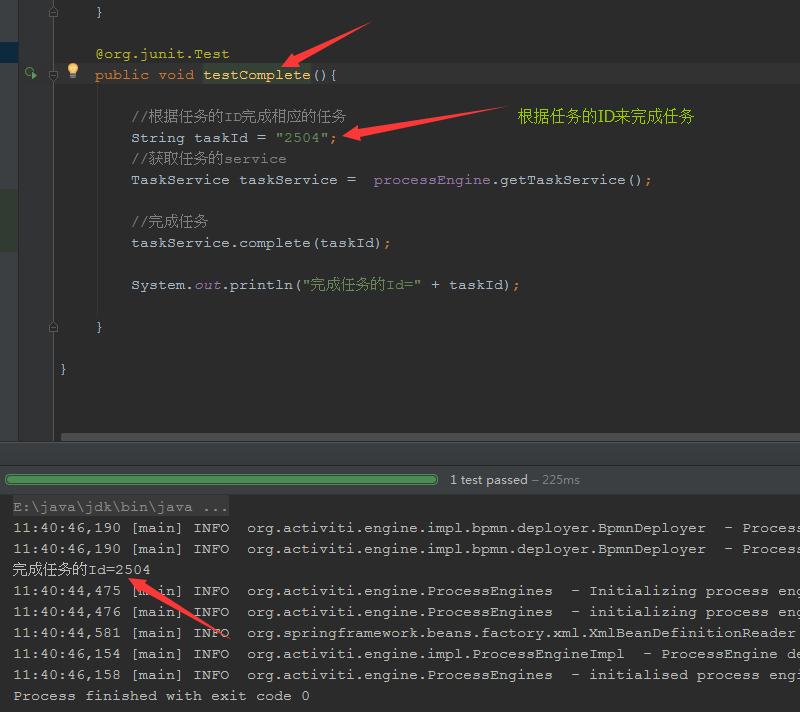 }
@org.junit.Test
public void testComplete(){
//根据任务的ID完成相应的任务
根据任务的ID来完成任务
String taskId = "2504";
//获取任务的service
TaskService taskService =  processEngine.getTaskService();
//完成任务
taskService.complete(taskId);
System.out.println("完成任务的Id=" + taskId);
}
}
1 test passed – 225ms
E:\java\jdk\bin\java ...
11:40:46,190 [main] INFO  org.activiti.engine.impl.bpmn.deployer.BpmnDeployer  - Process
11:40:46,190 [main] INFO  org.activiti.engine.impl.bpmn.deployer.BpmnDeployer  - Process
完成任务的Id=2504
11:40:44,475 [main] INFO  org.activiti.engine.ProcessEngines  - Initializing process eng
11:40:44,476 [main] INFO  org.activiti.engine.ProcessEngines  - initializing process eng
11:40:44,581 [main] INFO  org.springframework.beans.factory.xml.XmlBeanDefinitionReader
11:40:46,154 [main] INFO  org.activiti.engine.impl.ProcessEngineImpl  - ProcessEngine de
11:40:46,158 [main] INFO  org.activiti.engine.ProcessEngines  - initialised process engi
Process finished with exit code 0